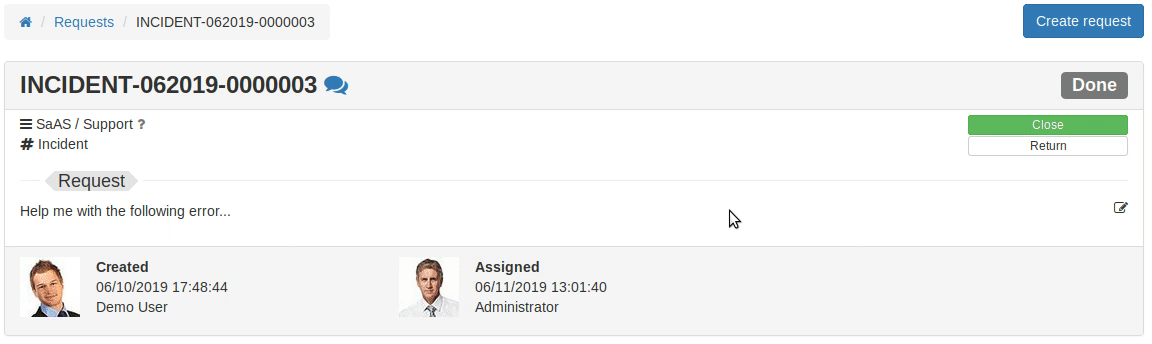 / Requests / INCIDENT-062019-0000003
Create request
INCIDENT-062019-0000003
Done
SaAS / Support ?
# Incident
Close
Return
Request
Help me with the following error...
Created
06/10/2019 17:48:44
Demo User
Assigned
06/11/2019 13:01:40
Administrator